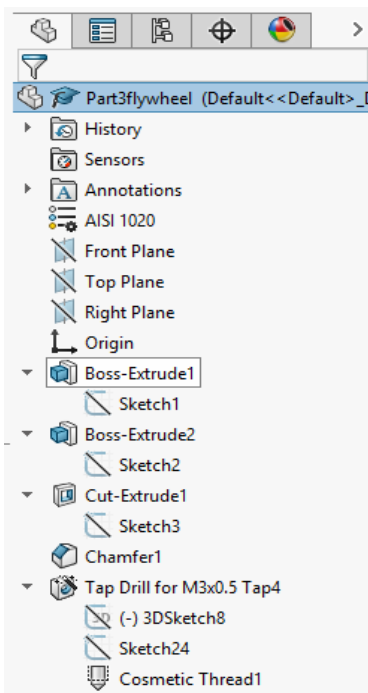 Part3flywheel (Default<<Default>_D
History
Sensors
Annotations
AISI 1020
Front Plane
Top Plane
Right Plane
Origin
Boss-Extrude1
Sketch1
Boss-Extrude2
Sketch2
Cut-Extrude1
Sketch3
Chamfer1
Tap Drill for M3x0.5 Tap4
(-) 3DSketch8
Sketch24
Cosmetic Thread1